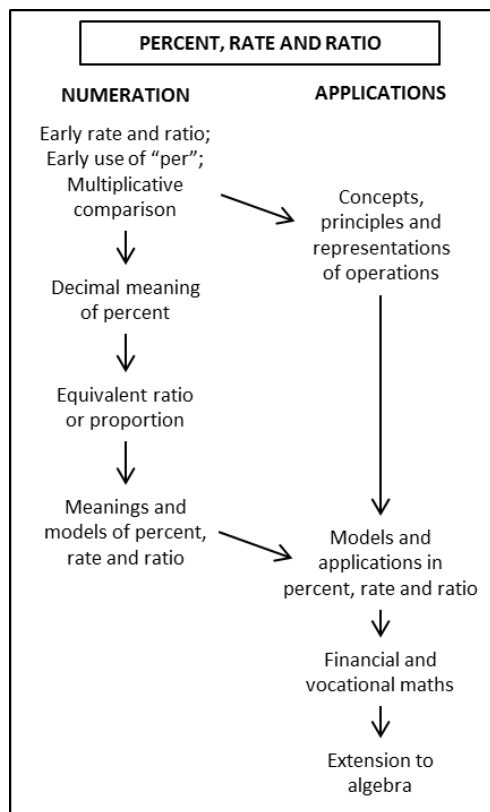 PERCENT, RATE AND RATIO
NUMERATION
Early rate and ratio;
Early use of “per”;
Multiplicative
comparison
Decimal meaning
of percent
Equivalent ratio
or proportion
Meanings and
models of percent,
rate and ratio
APPLICATIONS
Concepts,
principles and
representations
of operations
Models and
applications in
percent, rate and ratio
Financial and
vocational maths
Extension to
algebra